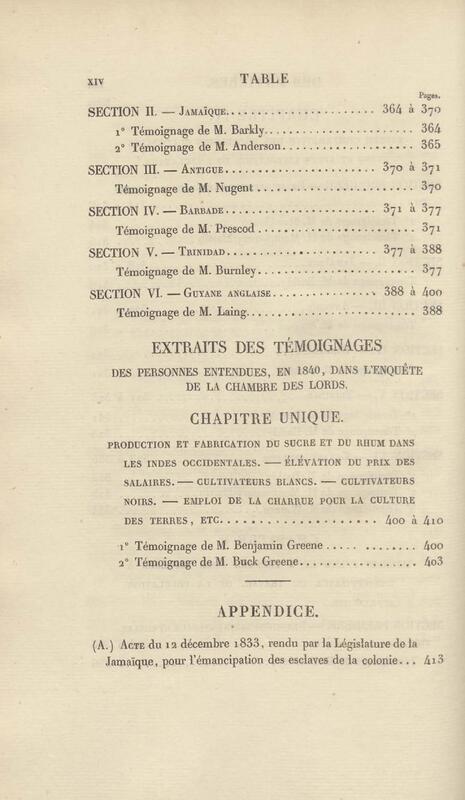 XIV TABLE
Pages.
SECTION II. — JAMAÏQUE........................ 364 à 370
1° Témoignage de M. Barkly..................... 364
2° Témoignage de M. Anderson................... 365
SECTION III. — ANTIGUE........................ 370 à 371
Témoignage de M. Nugent ...................... 370
SECTION IV. — BARBADE......................... 371 à 377
Témoignage de M. Prescod ..................... 371
SECTION V. — TRINIDAD......................... 377 à 388
Témoignage de M. Burnley...................... 377
SECTION VI. — GUYANE ANGLAISE................. 388 à 400
Témoignage de M. Laing........................ 388
EXTRAITS DES TÉMOIGNAGES
DES PERSONNES ENTENDUES, EN 1840, DANS L'ENQUÊTE
DE LA CHAMBRE DES LORDS.
CHAPITRE UNIQUE.
PRODUCTION ET FABRICATION DU SUCRE ET DU RHUM DANS
LES INDES OCCIDENTALES. — ÉLÉVATION DU PRIX DES
SALAIRES. — CULTIVATEURS BLANCS. — CULTIVATEURS
NOIRS. — EMPLOI DE LA CHARRUE POUR LA CULTURE
DES TERRES, ETC..................... 400 à 410
1° Témoignage de M. Benjamin Greene ............. 400
2° Témoignage de M. Buck Greene.................. 403
APPENDICE.
(A.) ACTE du 12 décembre 1833, rendu par la Législature de la
Jamaïque, pour l'émancipation des esclaves de la colonie... 413